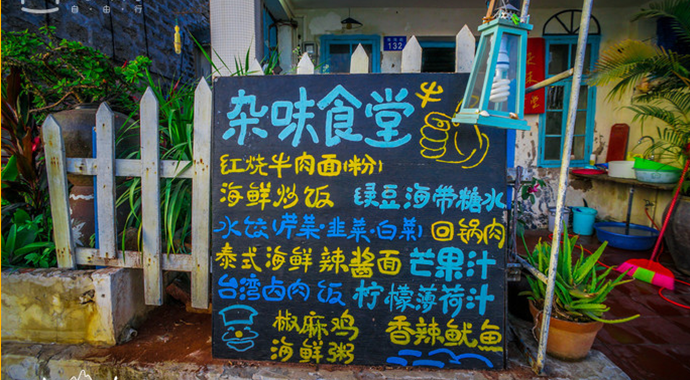 自·由·行
132
杂味食堂
红烧牛肉面(粉)
海鲜炒饭 绿豆海带糖水
水饺(芹菜·韭菜·白菜) 回锅肉
泰式海鲜辣酱面 芒果汁
台湾卤肉饭 柠檬薄荷汁
椒麻鸡 香辣鱿鱼
海鲜粥